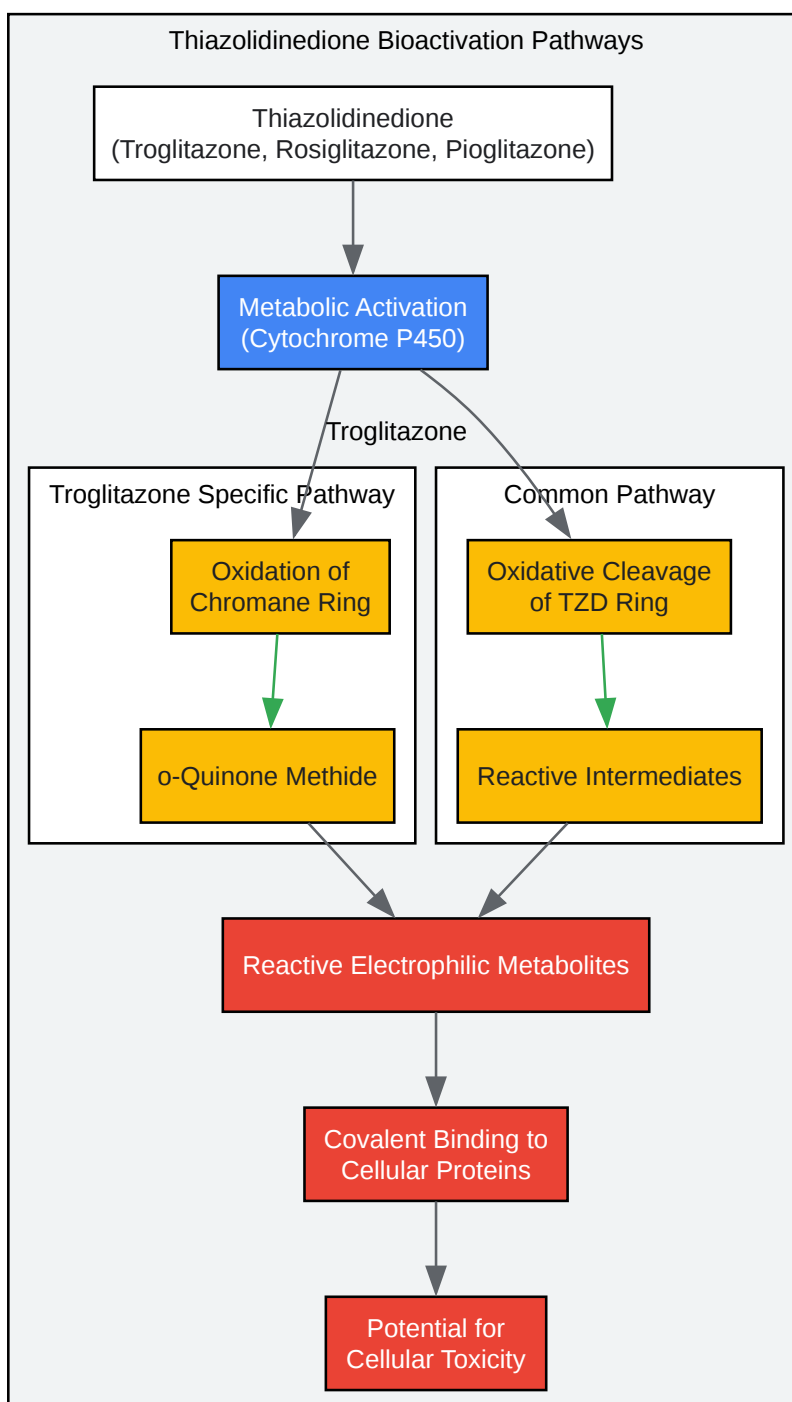 Thiazolidinedione Bioactivation Pathways
Thiazolidinedione
(Troglitazone, Rosiglitazone, Pioglitazone)
Metabolic Activation
(Cytochrome P450)
Troglitazone
Troglitazone Specific Pathway
Common Pathway
Oxidation of
Chromane Ring
Oxidative Cleavage
of TZD Ring
o-Quinone Methide
Reactive Intermediates
Reactive Electrophilic Metabolites
Covalent Binding to
Cellular Proteins
Potential for
Cellular Toxicity